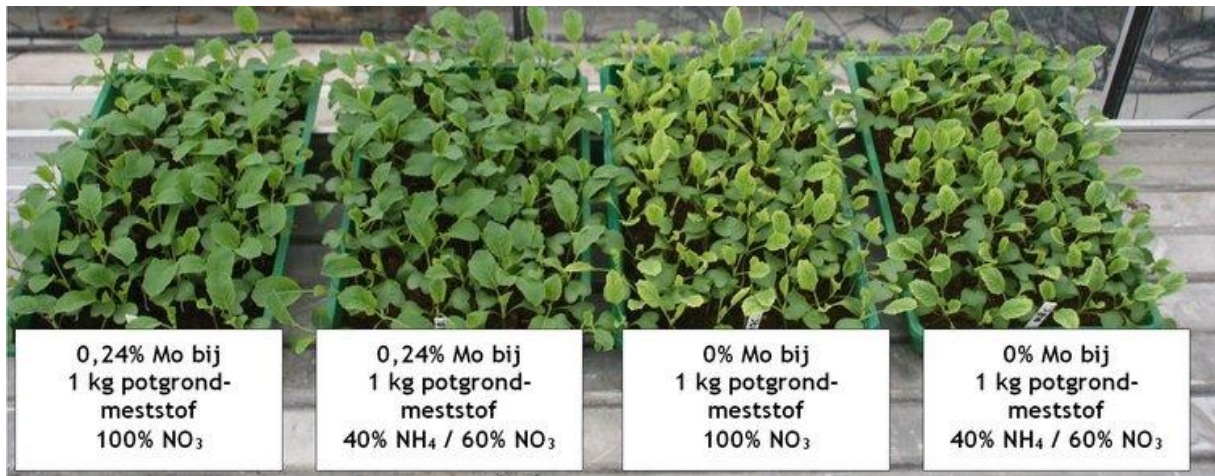 0,24% Mo bij
1 kg potgrond-
meststof
100% NO₃
0,24% Mo bij
1 kg potgrond-
meststof
40% NH₄ / 60% NO₃
0% Mo bij
1 kg potgrond-
meststof
100% NO₃
0% Mo bij
1 kg potgrond-
meststof
40% NH₄ / 60% NO₃